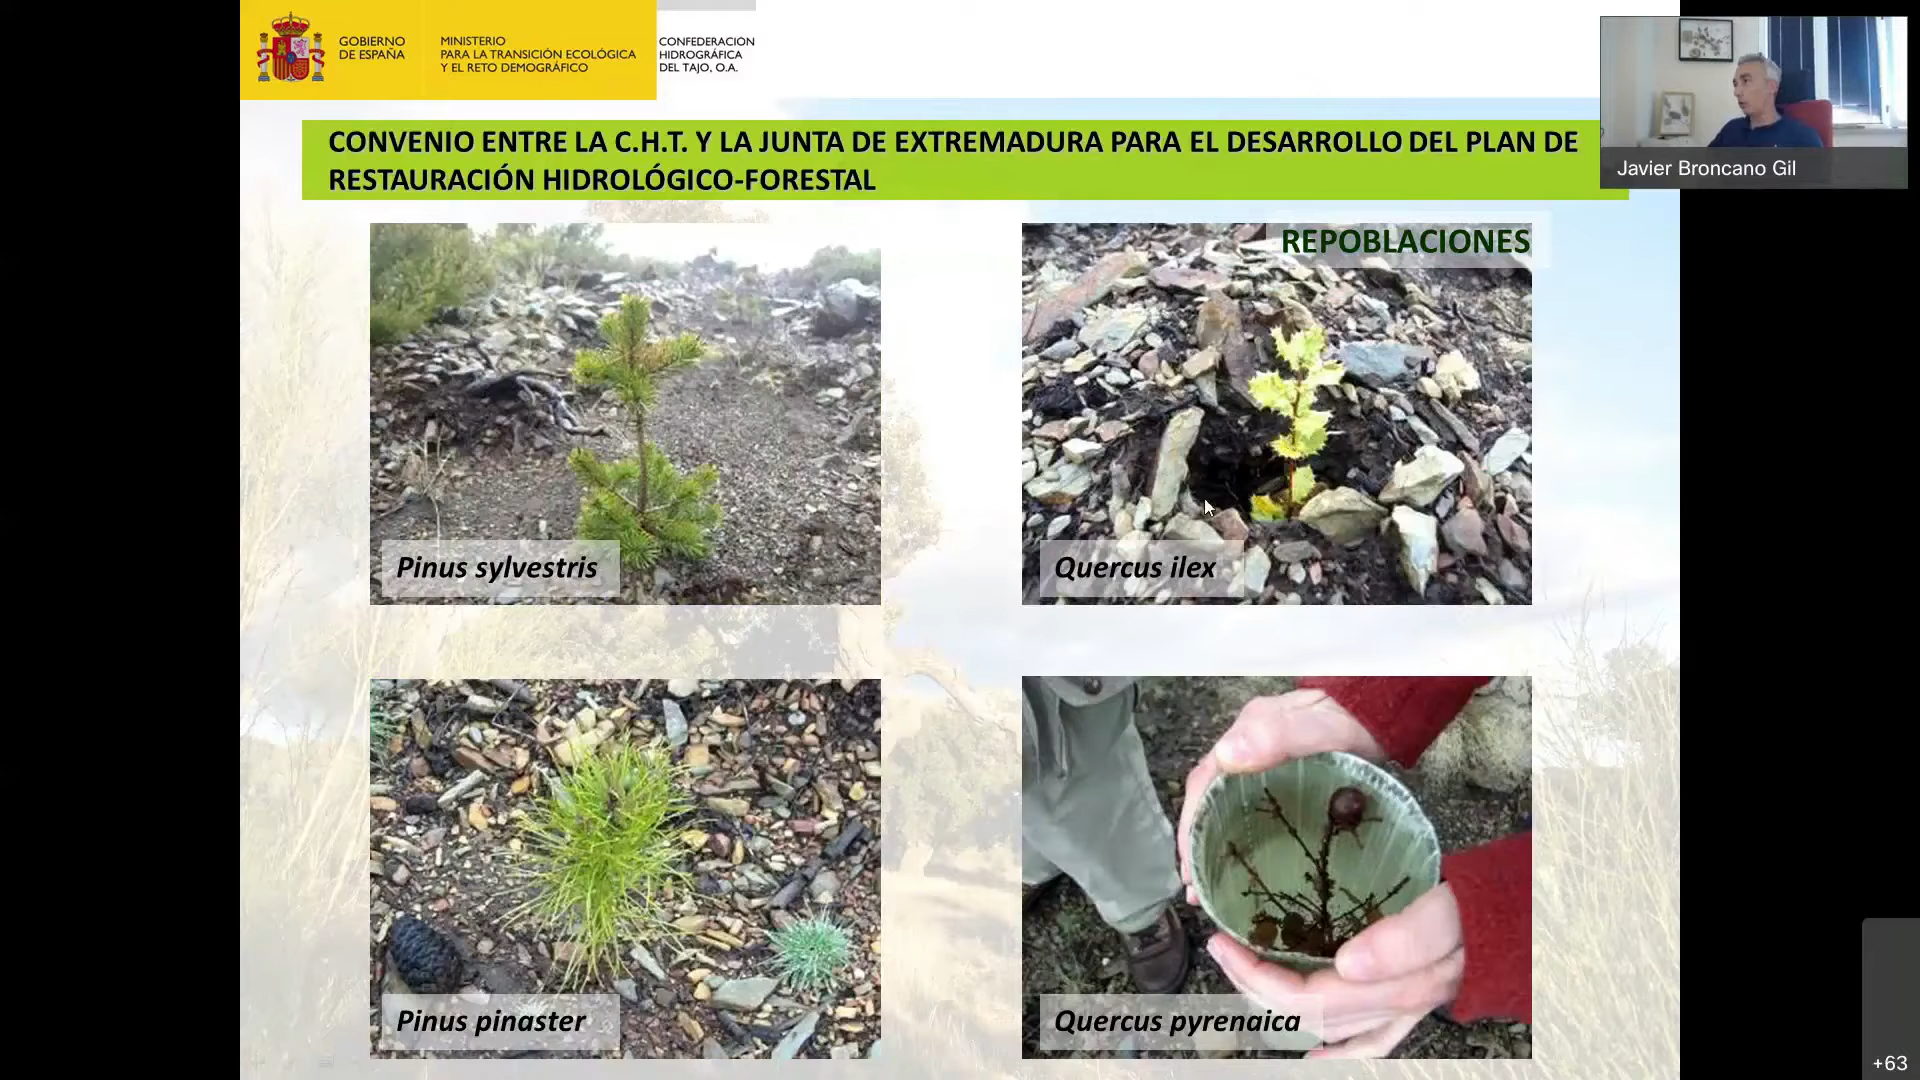 GOBIERNO
DE ESPAÑA
MINISTERIO
PARA LA TRANSICIÓN ECOLÓGICA
Y EL RETO DEMOGRÁFICO
CONFEDERACION
HIDROGRÁFICA
DEL TAJO, O.A.
CONVENIO ENTRE LA C.H.T. Y LA JUNTA DE EXTREMADURA PARA EL DESARROLLO DEL PLAN DE
RESTAURACIÓN HIDROLÓGICO-FORESTAL
Javier Broncano Gil
REPOBLACIONES
Pinus sylvestris
Quercus ilex
Pinus pinaster
Quercus pyrenaica
+63